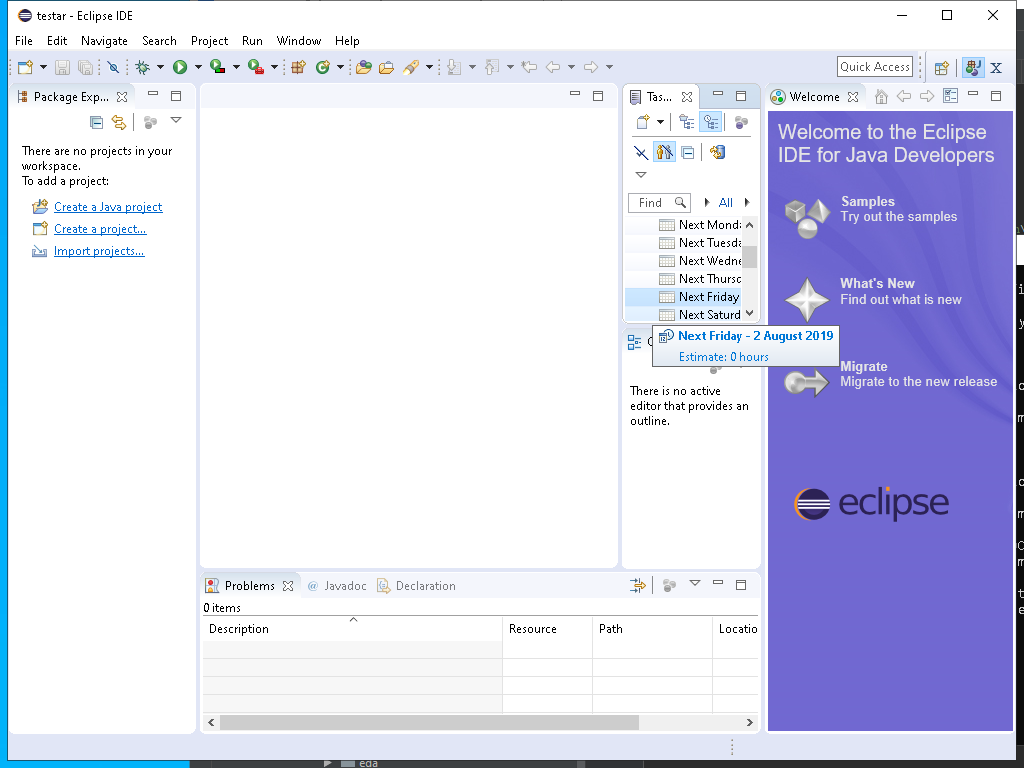 testar - Eclipse IDE
File Edit Navigate Search Project Run Window Help
Quick Access
Package Exp...
There are no projects in your
workspace.
To add a project:
Create a Java project
Create a project...
Import projects...
Tas...
Find
All
Next Mond
Next Tuesda
Next Wedne
Next Thursd
Next Friday
Next Saturd
Next Friday - 2 August 2019
Estimate: 0 hours
There is no active
editor that provides an
outline.
Welcome
Welcome to the Eclipse
IDE for Java Developers
Samples
Try out the samples
What's New
Find out what is new
Migrate
Migrate to the new release
eclipse
Problems @ Javadoc Declaration
0 items
Description Resource Path Locatio
eda